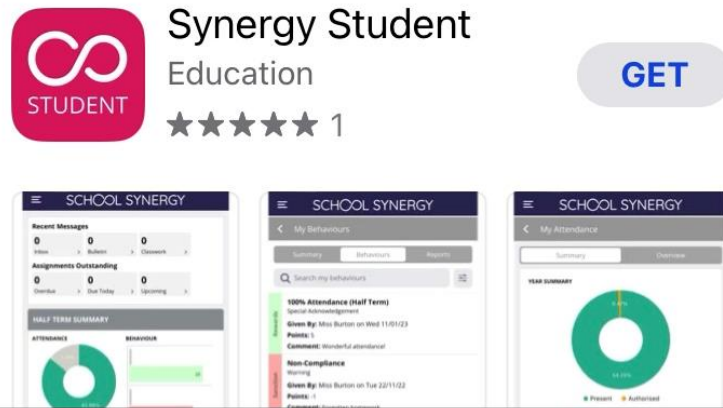 Synergy Student
Education
GET
STUDENT
★★★★★ 1
SCHOOL SYNERGY
Recent Messages
0 0 0
Inbox > Bulletin > Classwork >
Assignments Outstanding
0 0 0
Overdue > Due Today > Upcoming >
HALF TERM SUMMARY
ATTENDANCE BEHAVIOUR
SCHOOL SYNERGY
My Behaviours
Summary Behaviours Reports
Search my behaviours
Rewards
100% Attendance (Half Term)
Special Acknowledgement
Given By: Miss Burton on Wed 11/01/23
Points: 5
Comment: Wonderful attendance!
Non-Compliance
Warning
Given By: Miss Burton on Tue 22/11/22
Points: -1
SCHOOL SYNERGY
My Attendance
Summary Overview
YEAR SUMMARY
Present Authorised